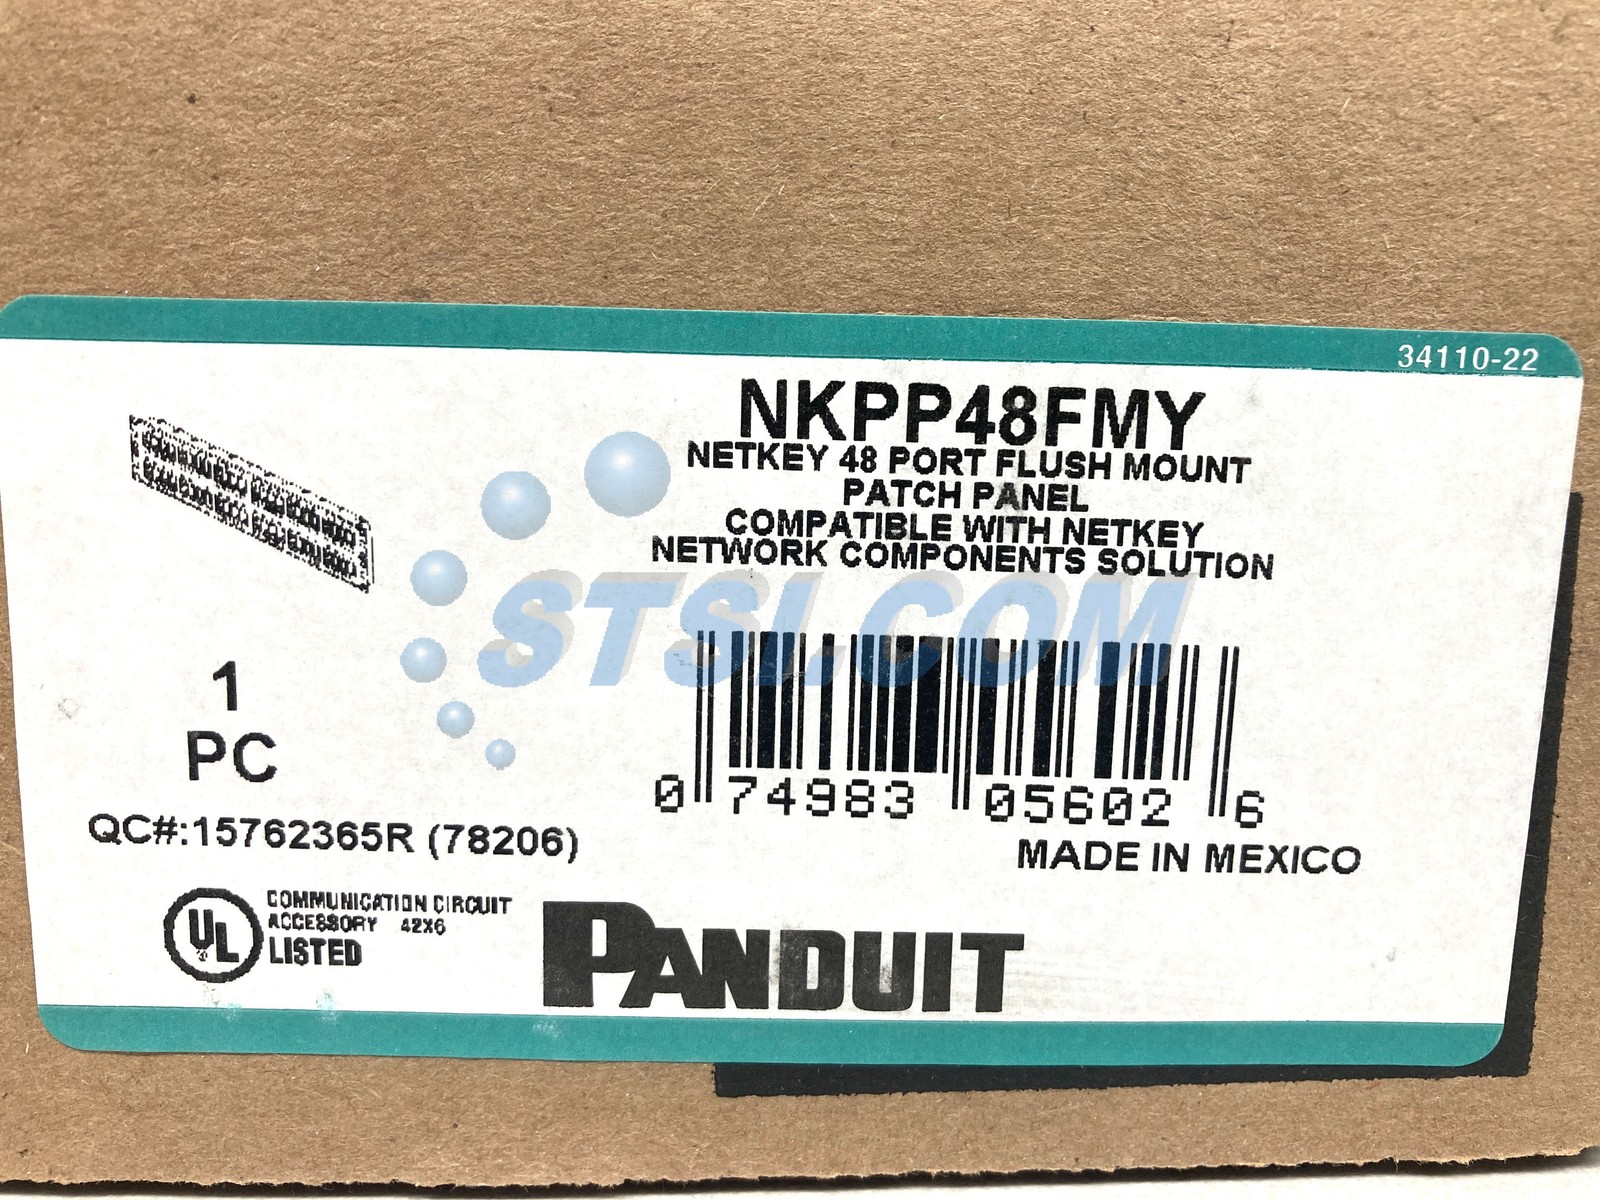 34110-22
NKPP48FMY
NETKEY 48 PORT FLUSH MOUNT
PATCH PANEL
COMPATIBLE WITH NETKEY
NETWORK COMPONENTS SOLUTION
STSI.COM
1
PC
0 74983 05602 6
QC#:15762365R (78206)
MADE IN MEXICO
UL
COMMUNICATION CIRCUIT
ACCESSORY 42X6
LISTED
PANDUIT